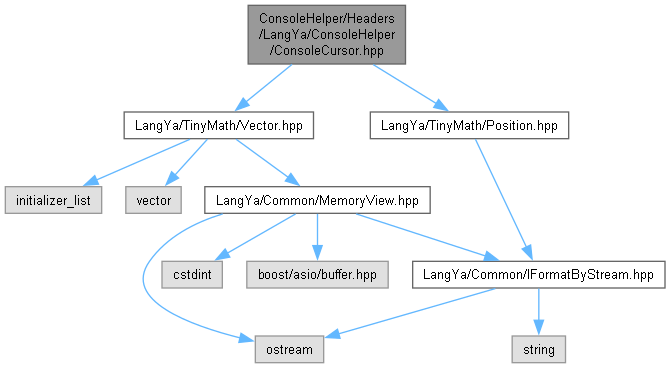 ConsoleHelper/Headers
/LangYa/ConsoleHelper
/ConsoleCursor.hpp
LangYa/TinyMath/Vector.hpp
LangYa/TinyMath/Position.hpp
initializer_list
vector
LangYa/Common/MemoryView.hpp
cstdint
boost/asio/buffer.hpp
LangYa/Common/IFormatByStream.hpp
ostream
string